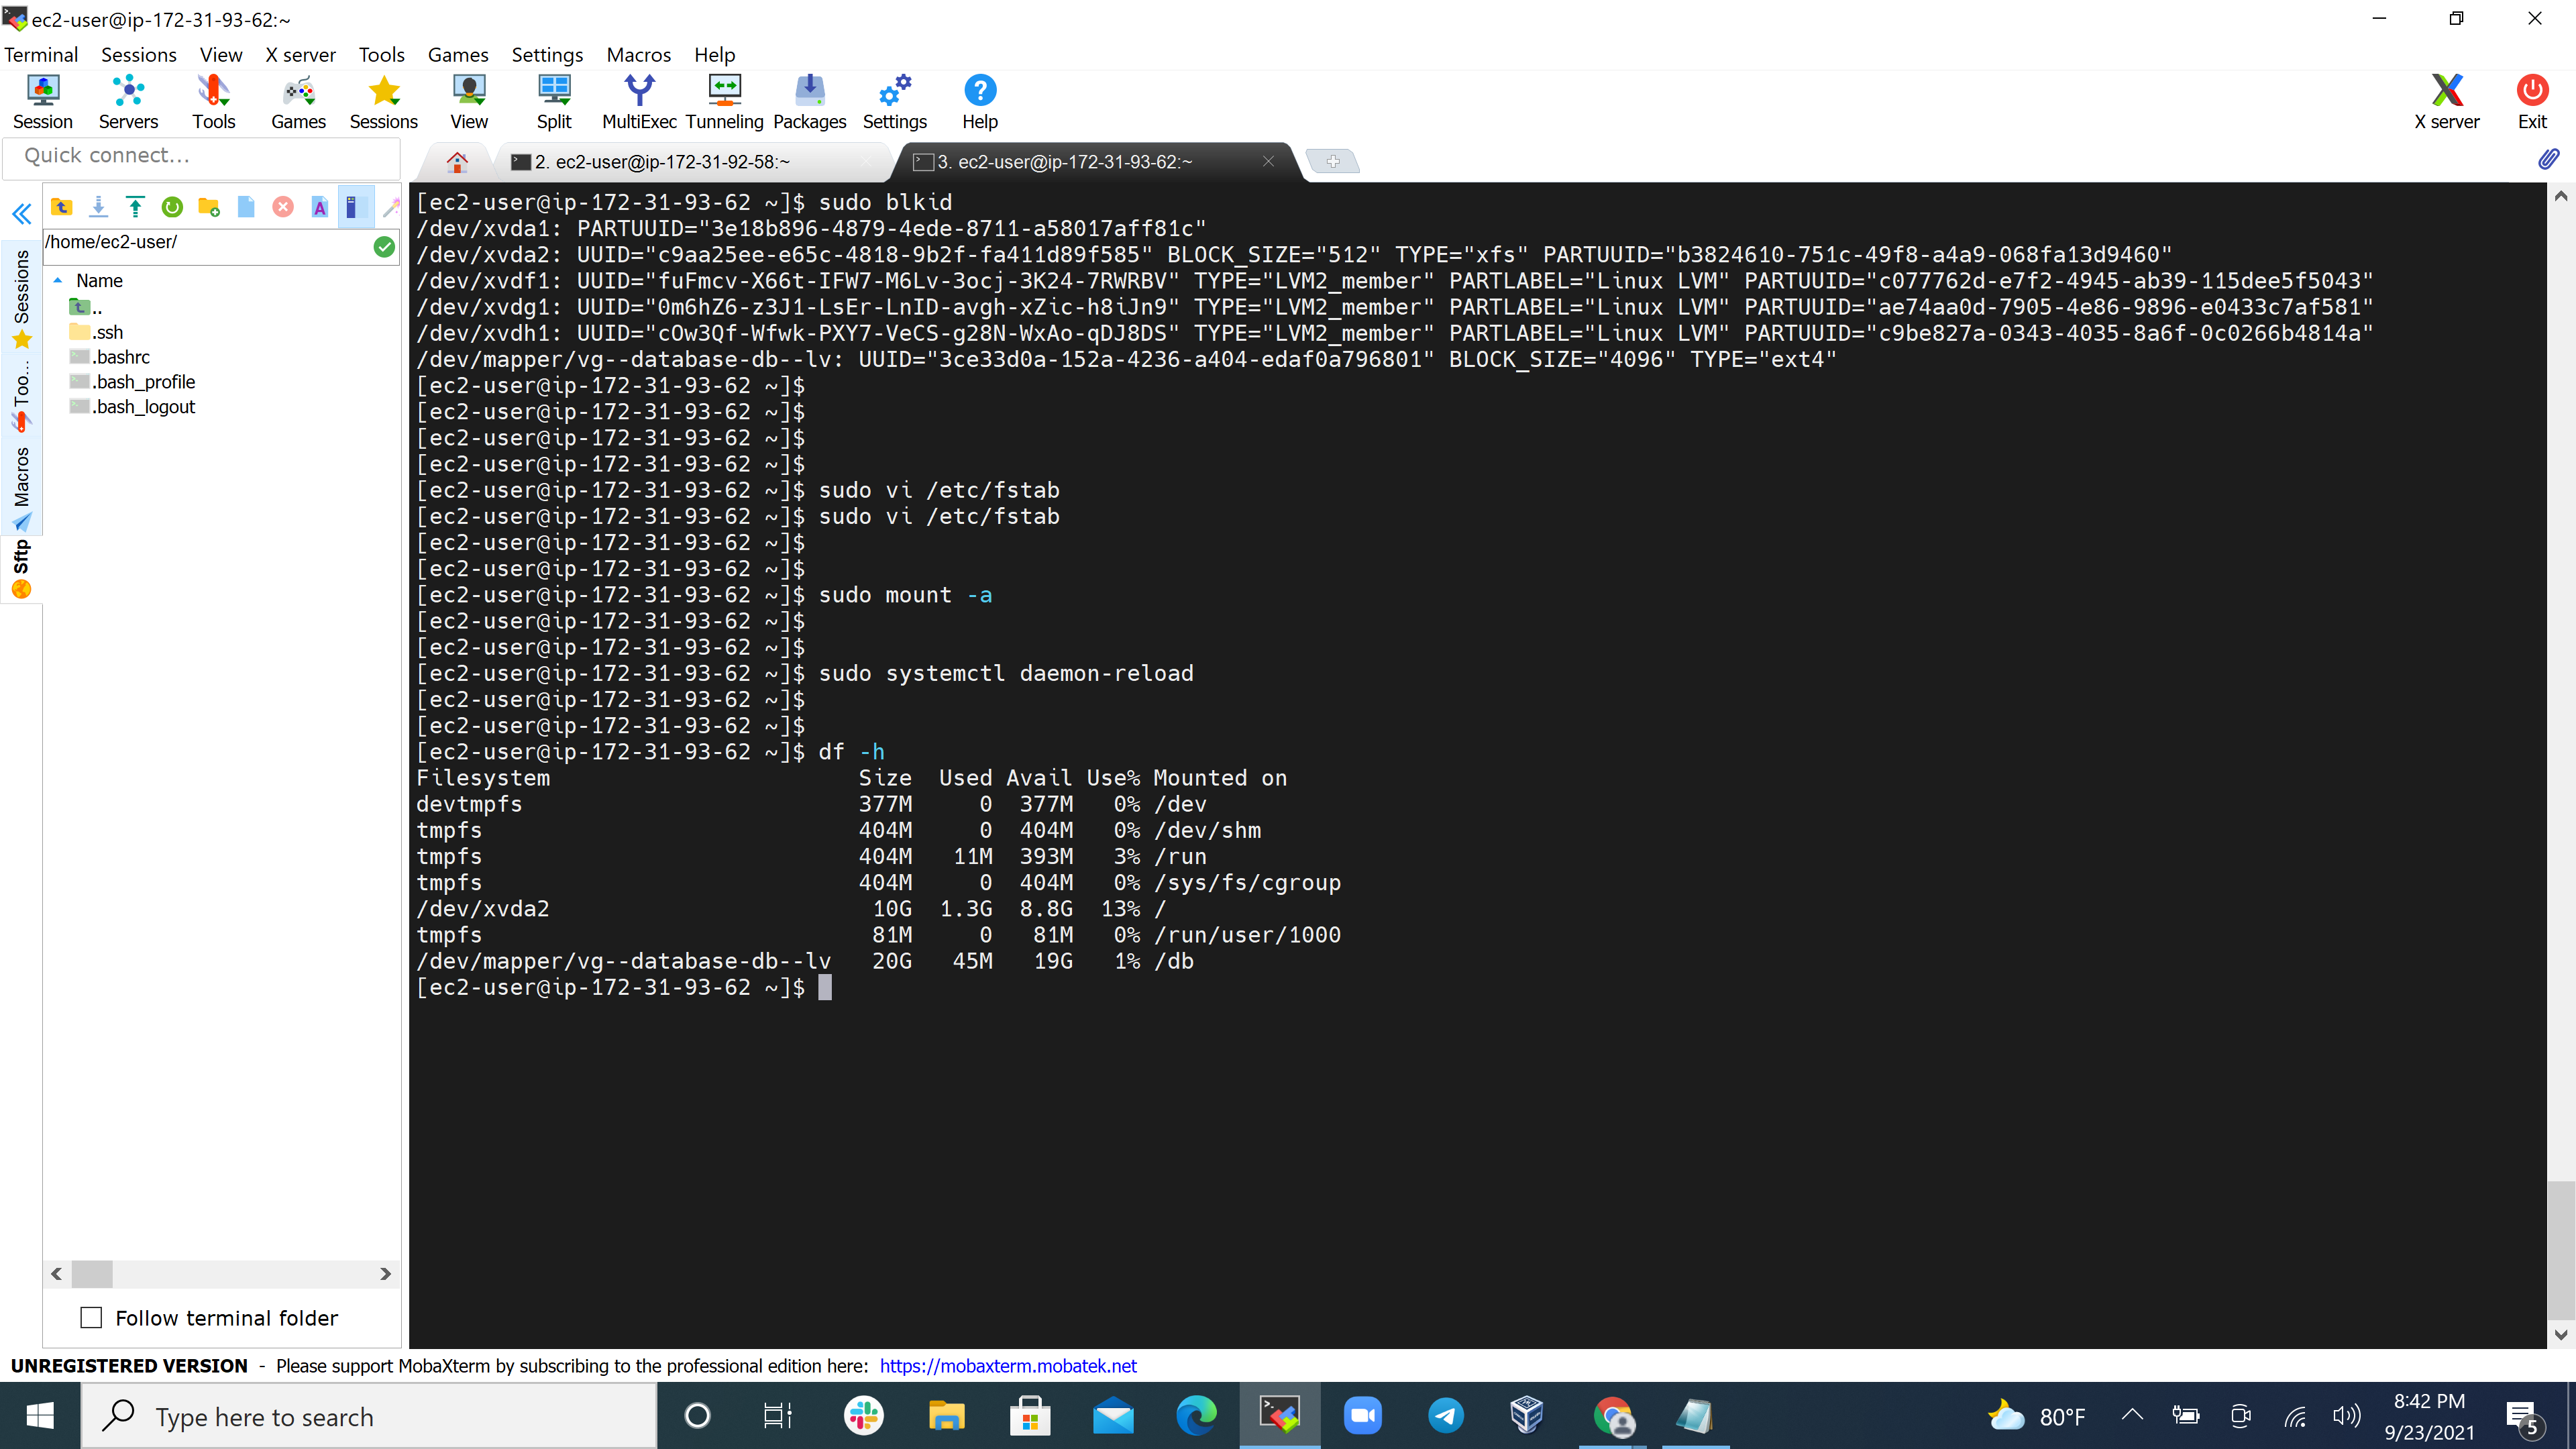 ec2-user@ip-172-31-93-62:~
Terminal Sessions View X server Tools Games Settings Macros Help
Session Servers Tools Games Sessions View Split MultiExec Tunneling Packages Settings Help X server Exit
Quick connect...
2. ec2-user@ip-172-31-92-58:~
3. ec2-user@ip-172-31-93-62:~
/home/ec2-user/
Name
..
.ssh
.bashrc
.bash_profile
.bash_logout
Sessions
Too...
Macros
Sftp
Follow terminal folder
[ec2-user@ip-172-31-93-62 ~]$ sudo blkid
/dev/xvda1: PARTUUID="3e18b896-4879-4ede-8711-a58017aff81c"
/dev/xvda2: UUID="c9aa25ee-e65c-4818-9b2f-fa411d89f585" BLOCK_SIZE="512" TYPE="xfs" PARTUUID="b3824610-751c-49f8-a4a9-068fa13d9460"
/dev/xvdf1: UUID="fuFmcv-X66t-IFW7-M6Lv-3ocj-3K24-7RWRBV" TYPE="LVM2_member" PARTLABEL="Linux LVM" PARTUUID="c077762d-e7f2-4945-ab39-115dee5f5043"
/dev/xvdg1: UUID="0m6hZ6-z3J1-LsEr-LnID-avgh-xZic-h8iJn9" TYPE="LVM2_member" PARTLABEL="Linux LVM" PARTUUID="ae74aa0d-7905-4e86-9896-e0433c7af581"
/dev/xvdh1: UUID="cOw3Qf-Wfwk-PXY7-VeCS-g28N-WxAo-qDJ8DS" TYPE="LVM2_member" PARTLABEL="Linux LVM" PARTUUID="c9be827a-0343-4035-8a6f-0c0266b4814a"
/dev/mapper/vg--database-db--lv: UUID="3ce33d0a-152a-4236-a404-edaf0a796801" BLOCK_SIZE="4096" TYPE="ext4"
[ec2-user@ip-172-31-93-62 ~]$
[ec2-user@ip-172-31-93-62 ~]$
[ec2-user@ip-172-31-93-62 ~]$
[ec2-user@ip-172-31-93-62 ~]$
[ec2-user@ip-172-31-93-62 ~]$ sudo vi /etc/fstab
[ec2-user@ip-172-31-93-62 ~]$ sudo vi /etc/fstab
[ec2-user@ip-172-31-93-62 ~]$
[ec2-user@ip-172-31-93-62 ~]$
[ec2-user@ip-172-31-93-62 ~]$ sudo mount -a
[ec2-user@ip-172-31-93-62 ~]$
[ec2-user@ip-172-31-93-62 ~]$
[ec2-user@ip-172-31-93-62 ~]$ sudo systemctl daemon-reload
[ec2-user@ip-172-31-93-62 ~]$
[ec2-user@ip-172-31-93-62 ~]$
[ec2-user@ip-172-31-93-62 ~]$ df -h
Filesystem Size Used Avail Use% Mounted on
devtmpfs 377M 0 377M 0% /dev
tmpfs 404M 0 404M 0% /dev/shm
tmpfs 404M 11M 393M 3% /run
tmpfs 404M 0 404M 0% /sys/fs/cgroup
/dev/xvda2 10G 1.3G 8.8G 13% /
tmpfs 81M 0 81M 0% /run/user/1000
/dev/mapper/vg--database-db--lv 20G 45M 19G 1% /db
[ec2-user@ip-172-31-93-62 ~]$
UNREGISTERED VERSION - Please support MobaXterm by subscribing to the professional edition here: https://mobaxterm.mobatek.net
Type here to search
80°F
8:42 PM
9/23/2021
5